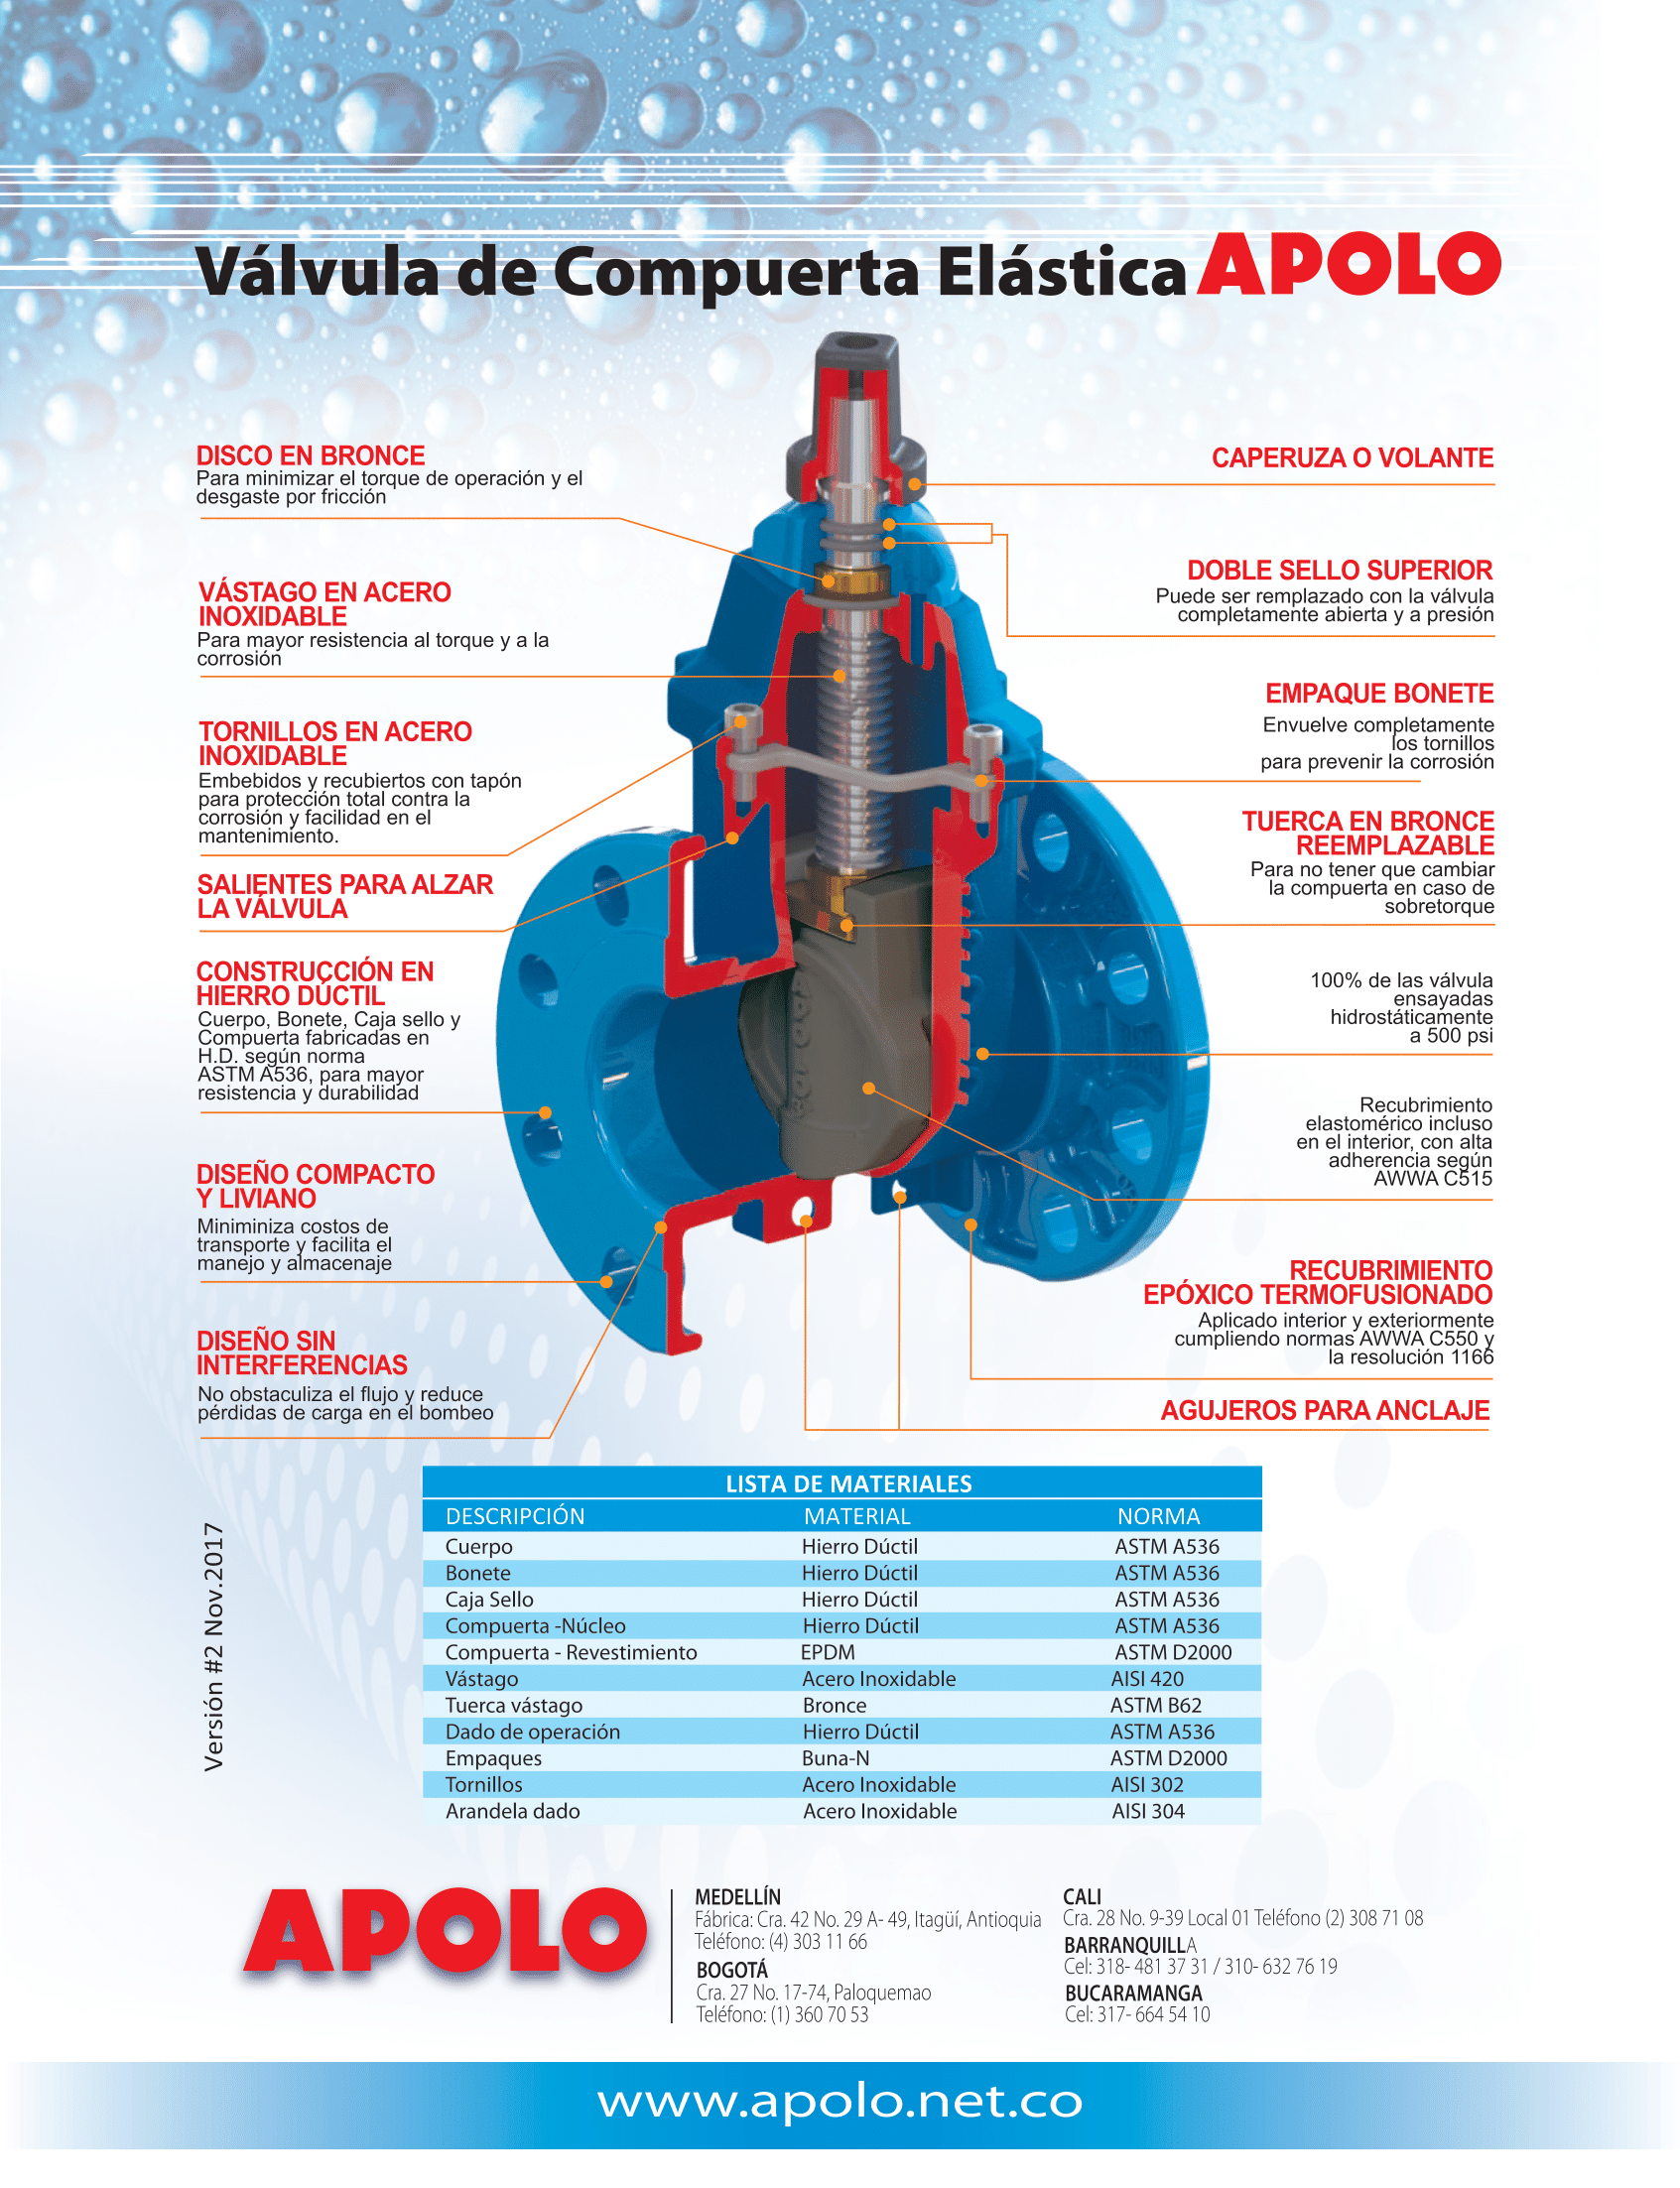 Válvula de Compuerta Elástica APOLO
DISCO EN BRONCE
Para minimizar el torque de operación y el
desgaste por fricción
VÁSTAGO EN ACERO
INOXIDABLE
Para mayor resistencia al torque y a la
corrosión
TORNILLOS EN ACERO
INOXIDABLE
Embebidos y recubiertos con tapón
para protección total contra la
corrosión y facilidad en el
mantenimiento.
SALIENTES PARA ALZAR
LA VÁLVULA
CONSTRUCCIÓN EN
HIERRO DÚCTIL
Cuerpo, Bonete, Caja sello y
Compuerta fabricadas en
H.D. según norma
ASTM A536, para mayor
resistencia y durabilidad
DISEÑO COMPACTO
Y LIVIANO
Miniminiza costos de
transporte y facilita el
manejo y almacenaje
DISEÑO SIN
INTERFERENCIAS
No obstaculiza el flujo y reduce
pérdidas de carga en el bombeo
CAPERUZA O VOLANTE
DOBLE SELLO SUPERIOR
Puede ser remplazado con la válvula
completamente abierta y a presión
EMPAQUE BONETE
Envuelve completamente
los tornillos
para prevenir la corrosión
TUERCA EN BRONCE
REEMPLAZABLE
Para no tener que cambiar
la compuerta en caso de
sobretorque
100% de las válvula
ensayadas
hidrostáticamente
a 500 psi
Recubrimiento
elastomérico incluso
en el interior, con alta
adherencia según
AWWA C515
RECUBRIMIENTO
EPÓXICO TERMOFUSIONADO
Aplicado interior y exteriormente
cumpliendo normas AWWA C550 y
la resolución 1166
AGUJEROS PARA ANCLAJE
Versión #2 Nov.2017
LISTA DE MATERIALES
DESCRIPCIÓN MATERIAL NORMA
Cuerpo Hierro Dúctil ASTM A536
Bonete Hierro Dúctil ASTM A536
Caja Sello Hierro Dúctil ASTM A536
Compuerta -Núcleo Hierro Dúctil ASTM A536
Compuerta - Revestimiento EPDM ASTM D2000
Vástago Acero Inoxidable AISI 420
Tuerca vástago Bronce ASTM B62
Dado de operación Hierro Dúctil ASTM A536
Empaques Buna-N ASTM D2000
Tornillos Acero Inoxidable AISI 302
Arandela dado Acero Inoxidable AISI 304
APOLO
MEDELLÍN
Fábrica: Cra. 42 No. 29 A- 49, Itagüí, Antioquia
Teléfono: (4) 303 11 66
BOGOTÁ
Cra. 27 No. 17-74, Paloquemao
Teléfono: (1) 360 70 53
CALI
Cra. 28 No. 9-39 Local 01 Teléfono (2) 308 71 08
BARRANQUILLA
Cel: 318- 481 37 31 / 310- 632 76 19
BUCARAMANGA
Cel: 317- 664 54 10
www.apolo.net.co